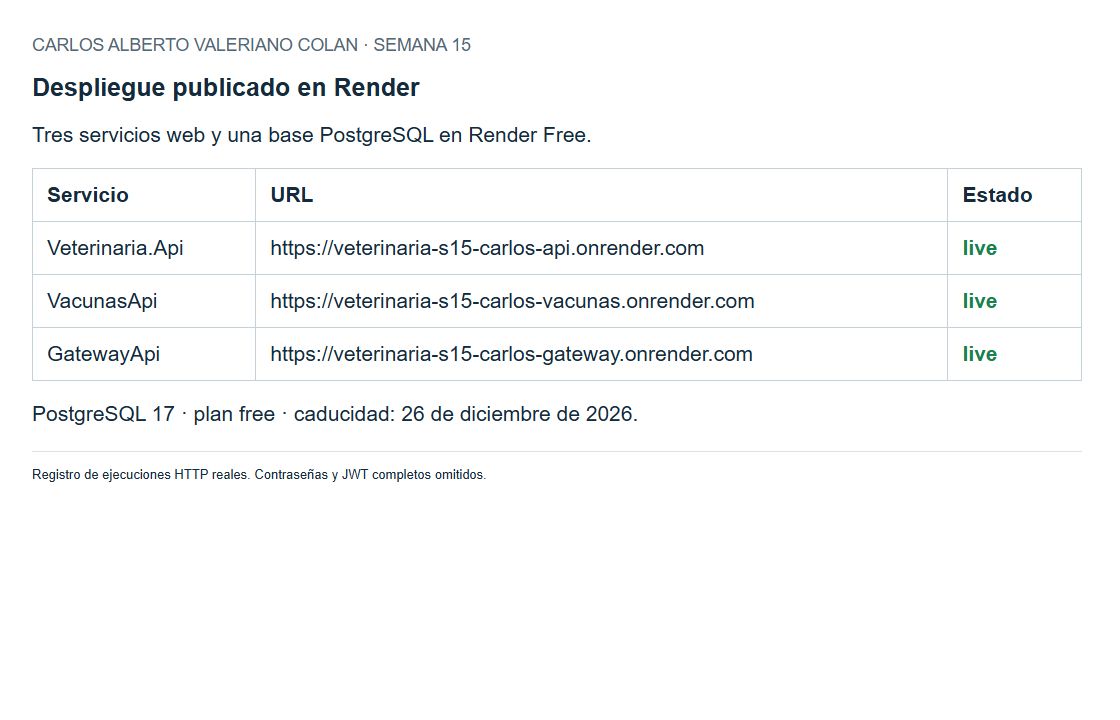 CARLOS ALBERTO VALERIANO COLAN · SEMANA 15
Despliegue publicado en Render
Tres servicios web y una base PostgreSQL en Render Free.
Servicio URL Estado
Veterinaria.Api https://veterinaria-s15-carlos-api.onrender.com live
VacunasApi https://veterinaria-s15-carlos-vacunas.onrender.com live
GatewayApi https://veterinaria-s15-carlos-gateway.onrender.com live
PostgreSQL 17 · plan free · caducidad: 26 de diciembre de 2026.
Registro de ejecuciones HTTP reales. Contraseñas y JWT completos omitidos.